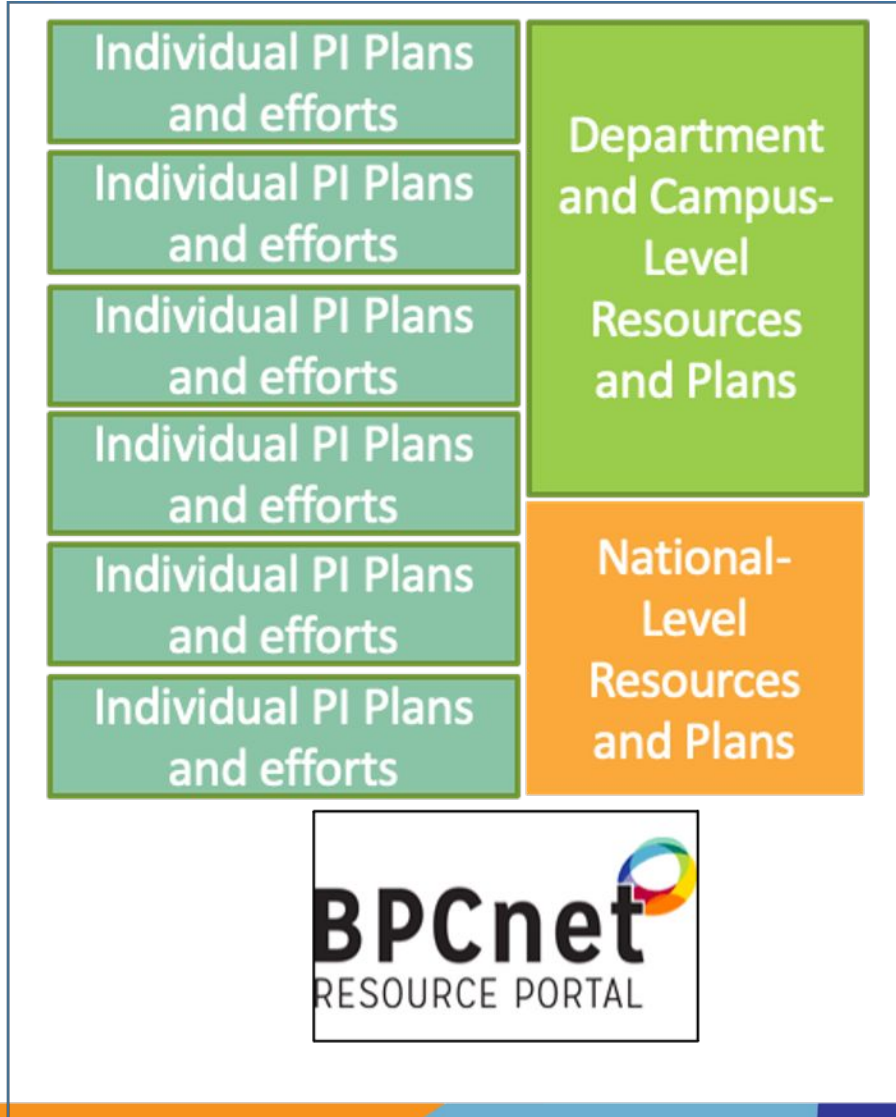 Individual PI Plans
and efforts
Individual PI Plans
and efforts
Individual PI Plans
and efforts
Individual PI Plans
and efforts
Individual PI Plans
and efforts
Individual PI Plans
and efforts
Department
and Campus-
Level
Resources
and Plans
National-
Level
Resources
and Plans
BPCnet
RESOURCE PORTAL